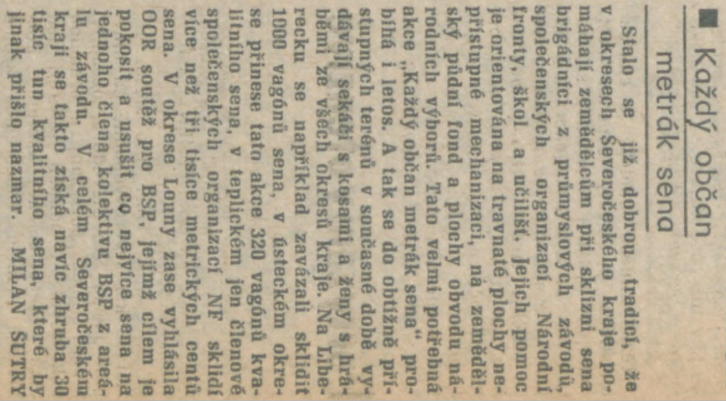 ■ Každý občan
metrák sena
Stalo se již dobrou tradicí, že
v okresech Severočeského kraje po-
máhají zemědělcům při sklizni sena
brigádníci z průmyslových závodů,
společenských organizací Národní
fronty, škol a učilišť. Jejich pomoc
je orientována na travnaté plochy ne-
přístupné mechanizaci, na zeměděl-
ský půdní fond a plochy obvodu ná-
rodních výborů. Tato velmi potřebná
akce „Každý občan metrák sena" pro-
bíhá i letos. A tak se do obtížně pří-
stupných terénů v současné době vy-
dávají sekáči s kosami a ženy s hrá-
běmi ze všech okresů kraje. Na Libe-
recku se například zavázali sklidit
1000 vagónů sena, v ústeckém okre-
se přinese tato akce 320 vagónů kva-
litního sena, v teplickém jen členové
společenských organizací NF sklidí
více než tři tisíce metrických centů
sena. V okrese Louny zase vyhlásila
OOR soutěž pro BSP, jejímž cílem je
pokosit a usušit co nejvíce sena na
jednoho člena kolektivu BSP z areá-
lu závodu. V celém Severočeském
kraji se takto získá navíc zhruba 30
tisíc tun kvalitního sena, které by
jinak přišlo nazmar. MILAN SUTRY